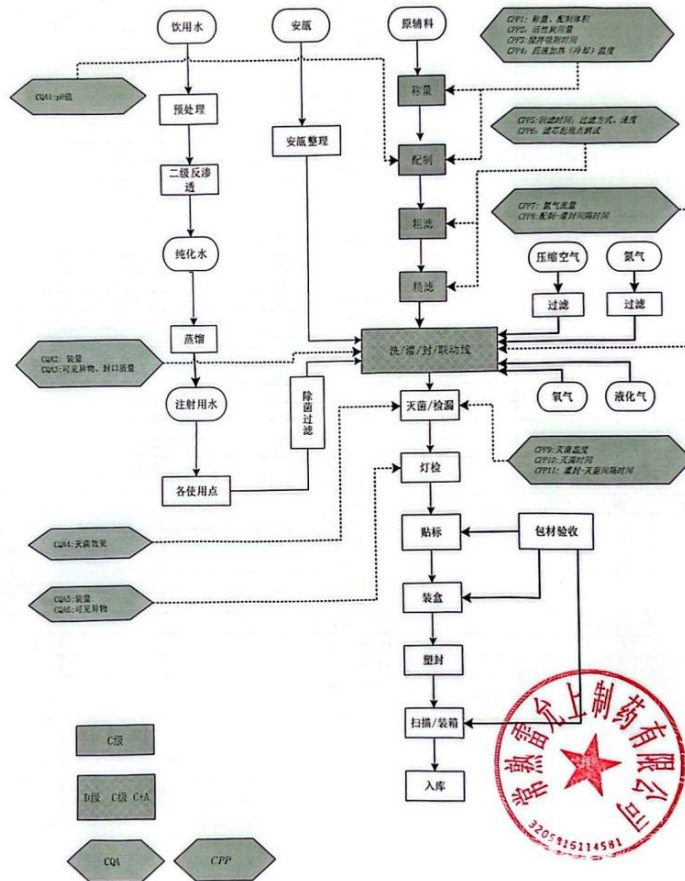 饮用水
安瓿
原辅料
CPP1: 称量、配制体积
CPP2: 活性炭用量
CPP3: 搅拌吸附时间
CPP4: 药液加热(冷却)温度
CQA1:pH值
预处理
称量
安瓿整理
CPP5:回滤时间、过滤方式、速度
CPP6: 滤芯起泡点测试
配制
二级反渗
透
粗滤
CPP7: 氮气流量
CPP8:配制-灌封间隔时间
纯化水
精滤
压缩空气
氮气
过滤
过滤
蒸馏
洗/灌/封/联动线
CQA2: 装量
CQA3:可见异物、封口质量
注射用水
除菌过滤
灭菌/检漏
氧气
液化气
各使用点
灯检
CPP9:灭菌温度
CPP10:灭菌时间
CPP11: 灌封-灭菌间隔时间
CQA4:灭菌效果
贴标
包材验收
CQA5:装量
CQA6:可见异物
装盒
塑封
扫描/装箱
入库
C级
D级 C级 C+A
CQA
CPP
常熟雷允上制药有限公司
3205815114581